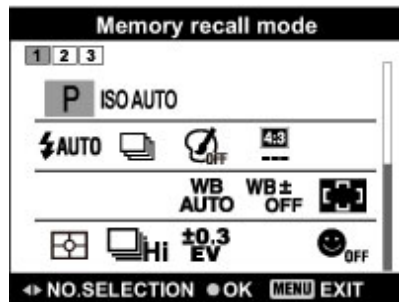 Memory recall mode
1 2 3
P ISO AUTO
AUTO OFF 4:3 ---
WB AUTO WB± OFF
Hi ±0.3 EV OFF
NO.SELECTION OK MENU EXIT